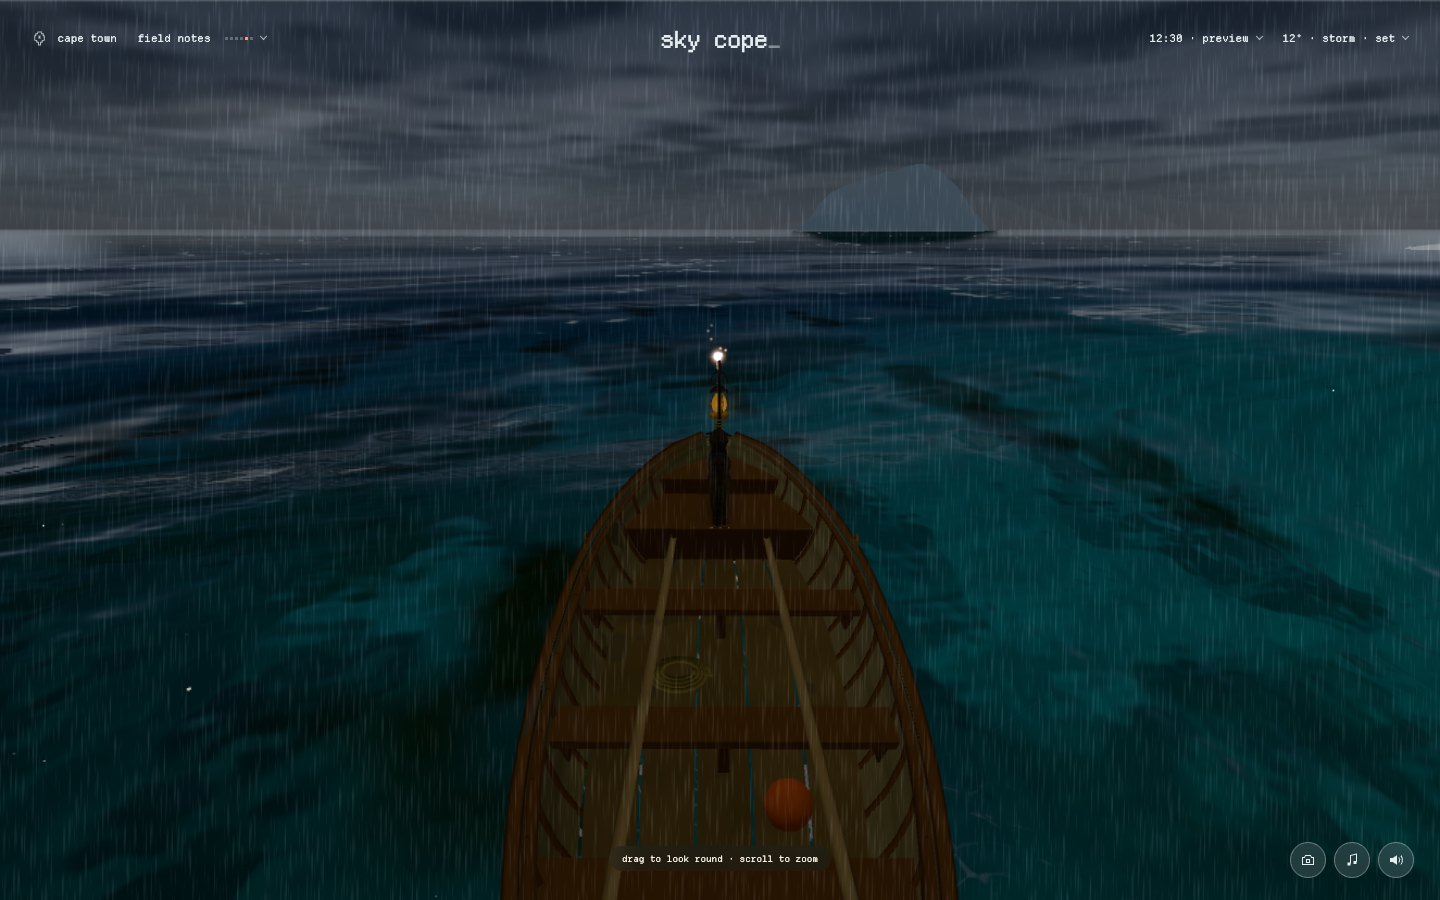 cape town
field notes
sky cope_
12:30 · preview
12° · storm · set
drag to look round · scroll to zoom